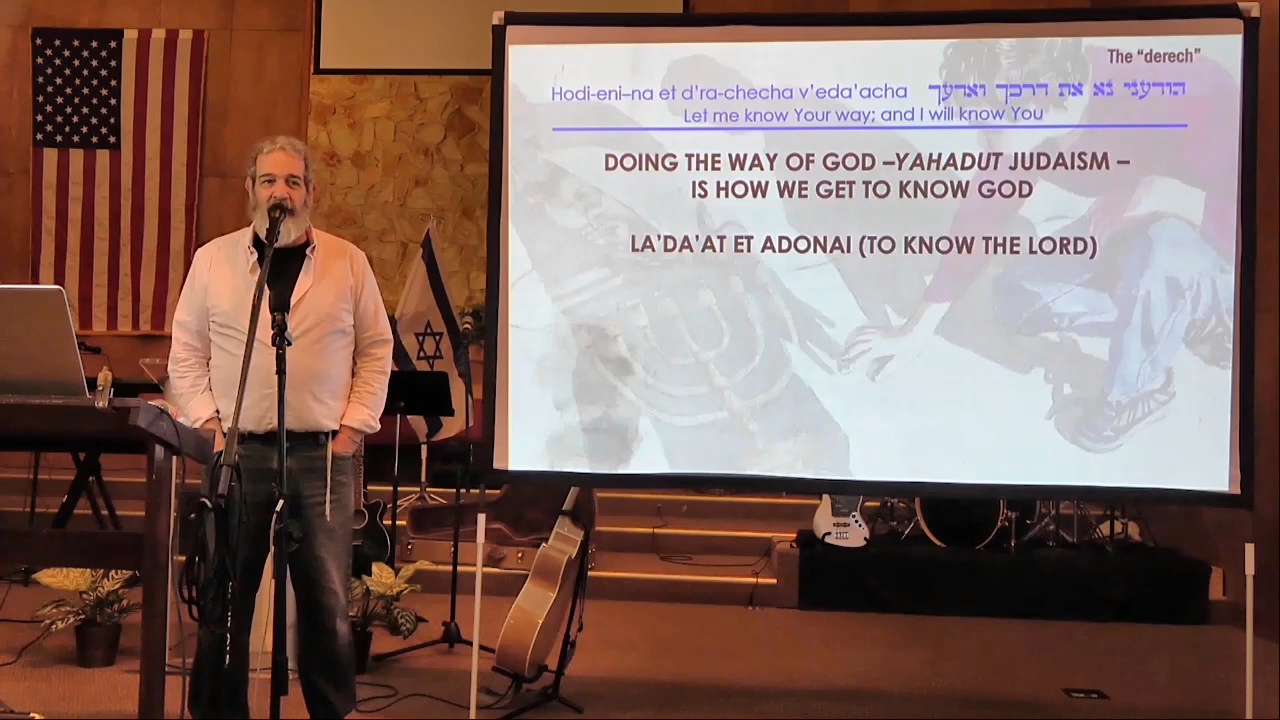 The “derech”
Hodi-eni–na et d’ra-checha v’eda’acha הודעני נא את דרכך ואדעך
Let me know Your way; and I will know You
DOING THE WAY OF GOD –YAHADUT JUDAISM –
IS HOW WE GET TO KNOW GOD
LA’DA’AT ET ADONAI (TO KNOW THE LORD)